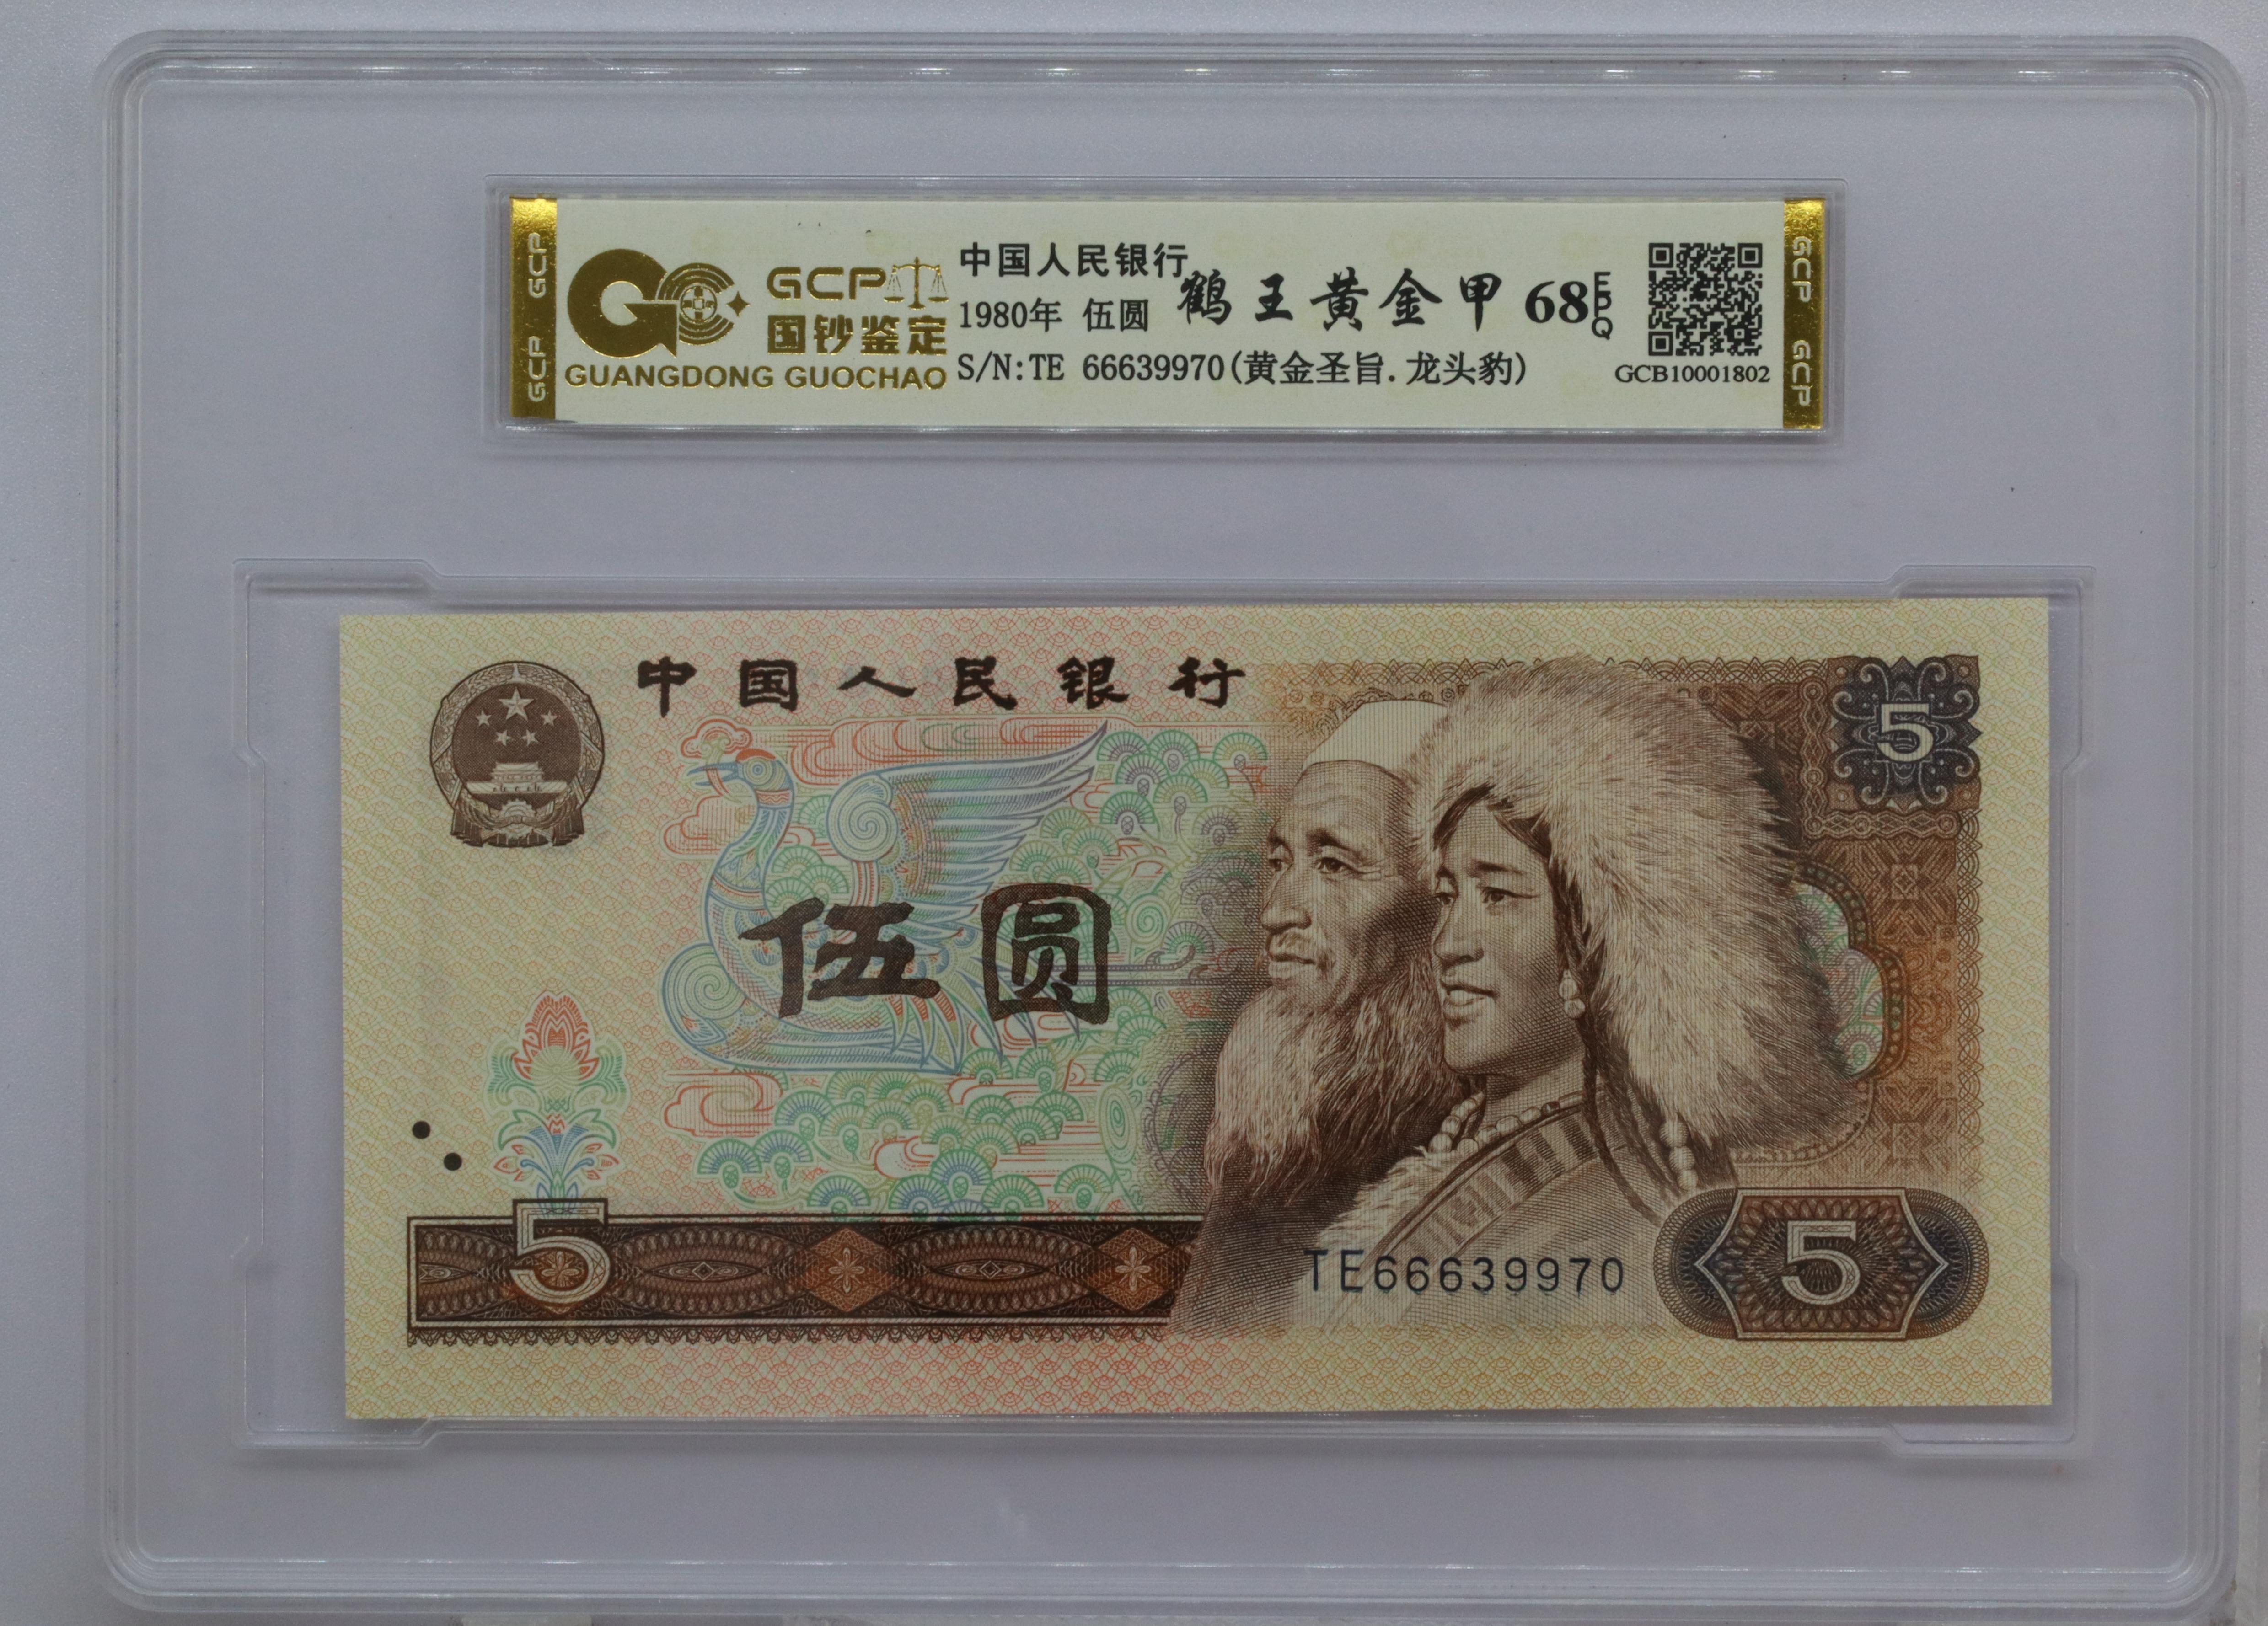 GCP GCP
GCP
国钞鉴定
GUANGDONG GUOCHAO
中国人民银行
1980年 伍圆
鹤王黄金甲 68 EPQ
S/N:TE 66639970(黄金圣旨.龙头豹)
GCB10001802
GCP GCP
中国人民银行
5
伍圆
5
TE66639970
5